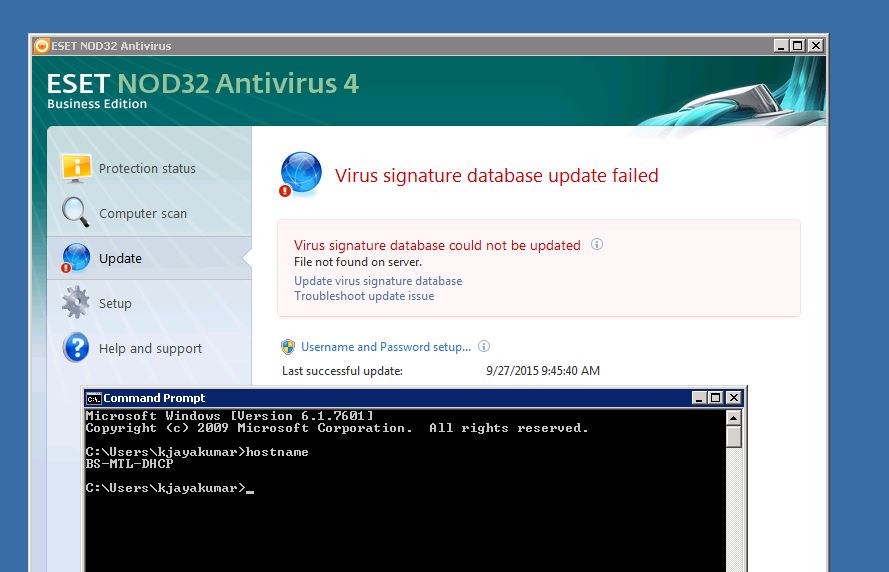 ESET NOD32 Antivirus
ESET NOD32 Antivirus 4
Business Edition
Protection status
Computer scan
Update
Setup
Help and support
Virus signature database update failed
Virus signature database could not be updated
File not found on server.
Update virus signature database
Troubleshoot update issue
Username and Password setup...
Last successful update: 9/27/2015 9:45:40 AM
Command Prompt
Microsoft Windows [Version 6.1.7601]
Copyright (c) 2009 Microsoft Corporation.  All rights reserved.
C:\Users\kjayakumar>hostname
BS-MTL-DHCP
C:\Users\kjayakumar>_